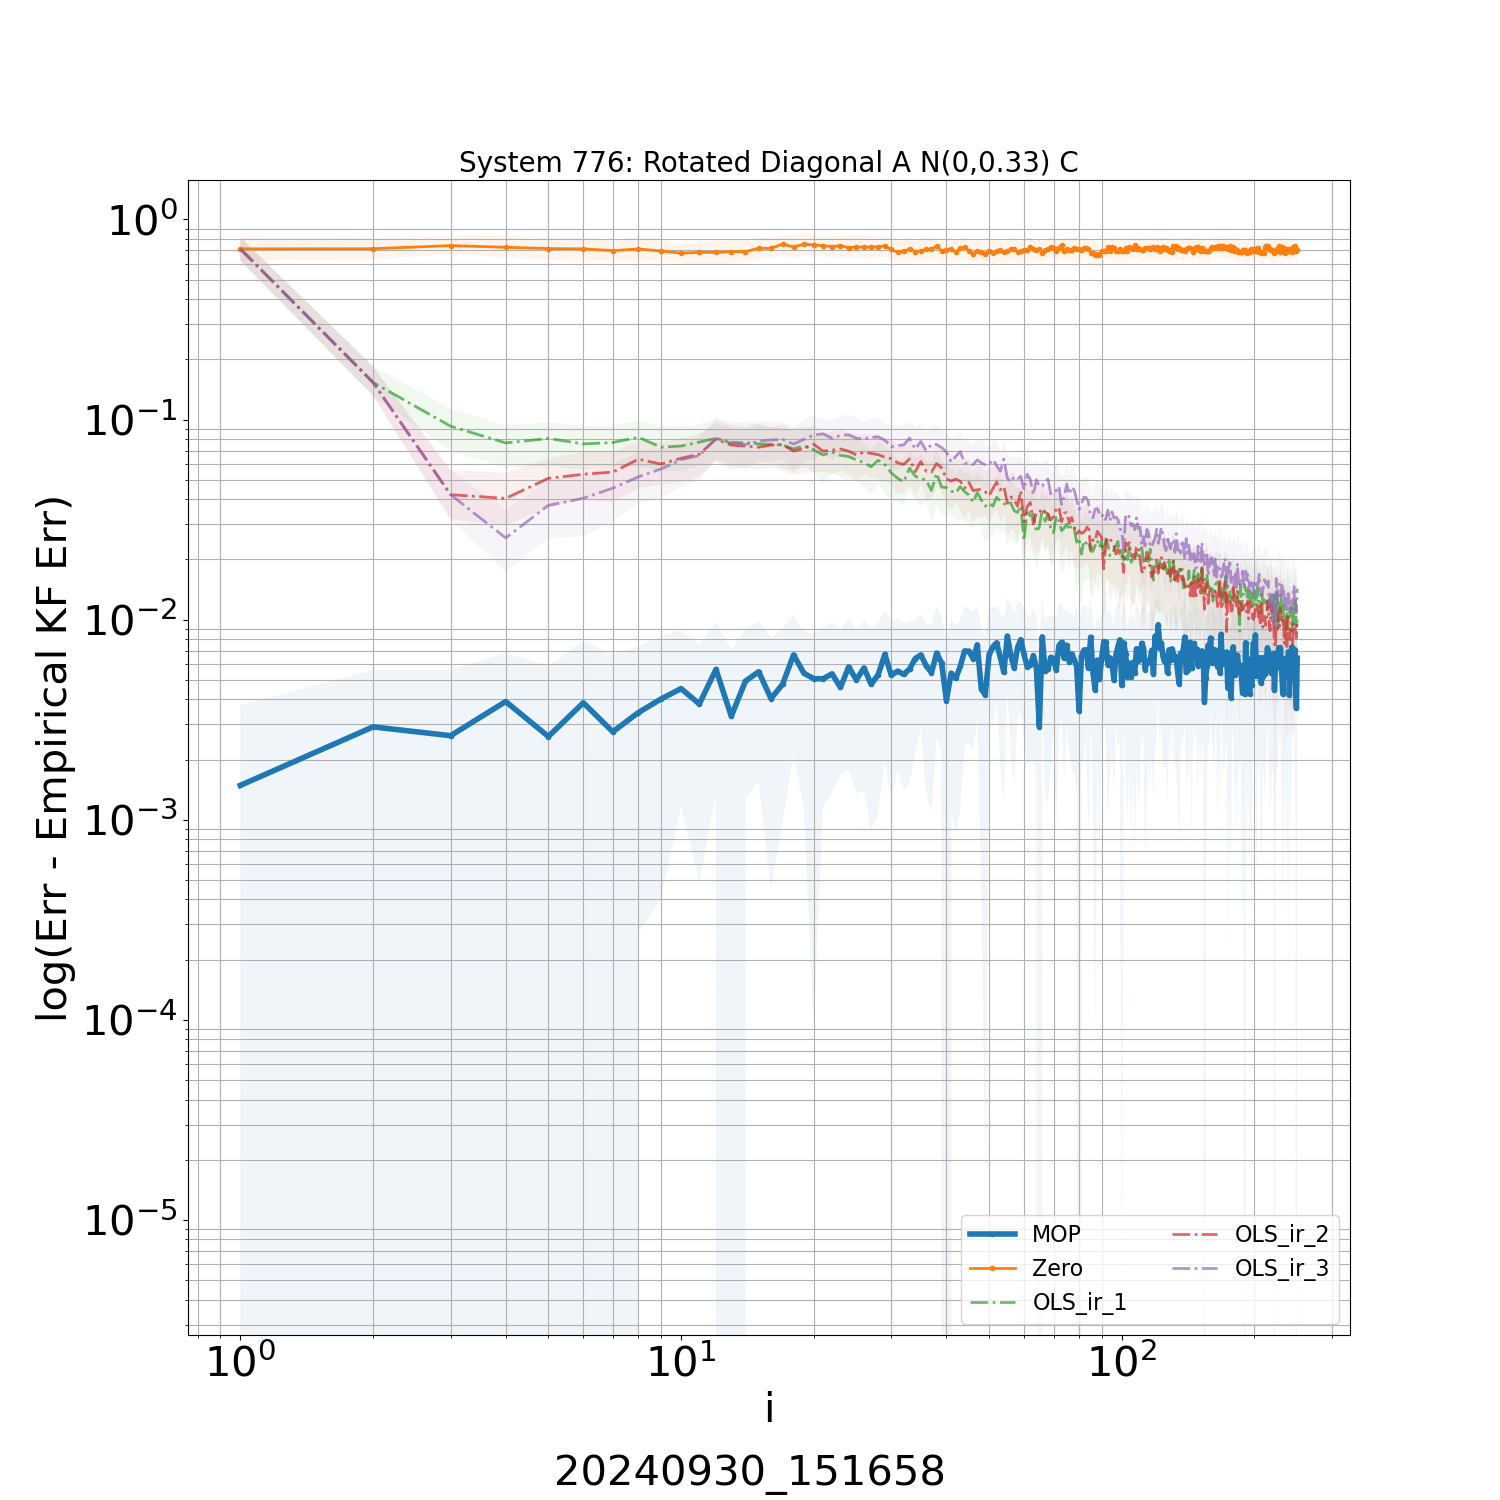 System 776: Rotated Diagonal A N(0,0.33) C
log(Err - Empirical KF Err)
10^0
10^-1
10^-2
10^-3
10^-4
10^-5
MOP
Zero
OLS_ir_1
OLS_ir_2
OLS_ir_3
10^0 10^1 10^2
i
20240930_151658